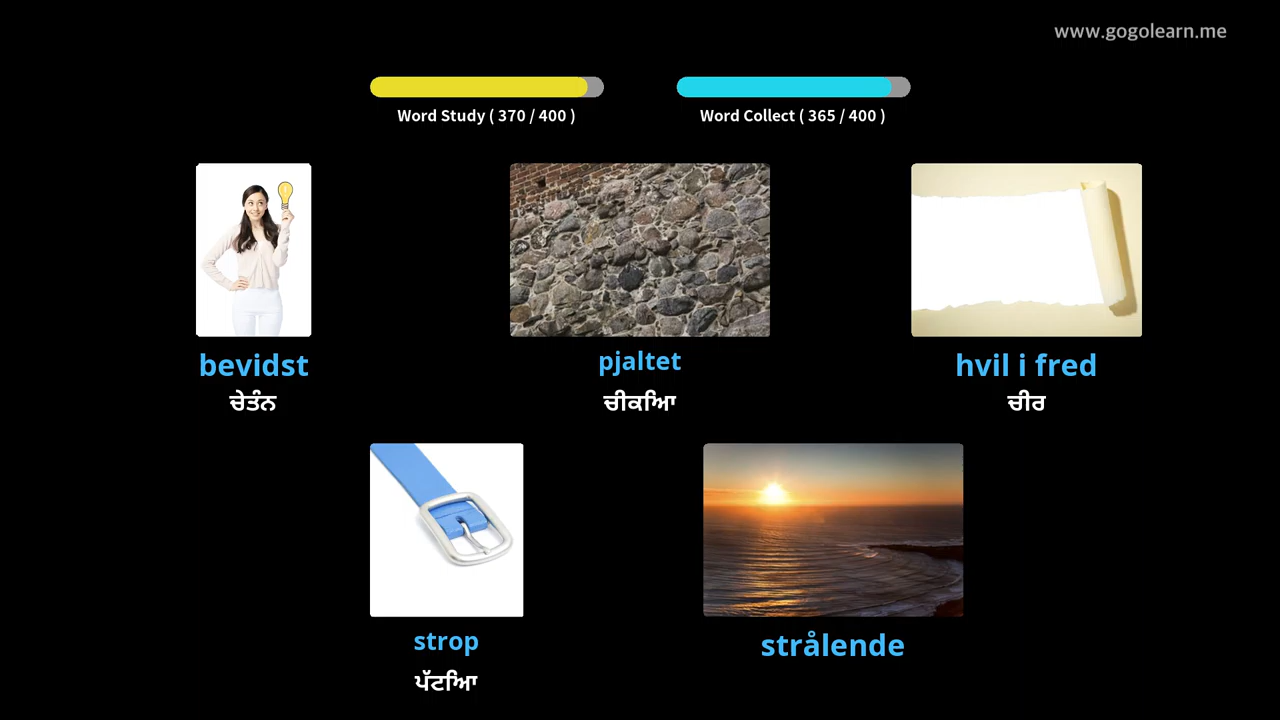 www.gogolearn.me
Word Study ( 370 / 400 )
Word Collect ( 365 / 400 )
bevidst
ਚੇਤੰਨ
pjaltet
ਚੀਕਿਆ
hvil i fred
ਚੀਰ
strop
ਪੱਟਿਆ
strålende